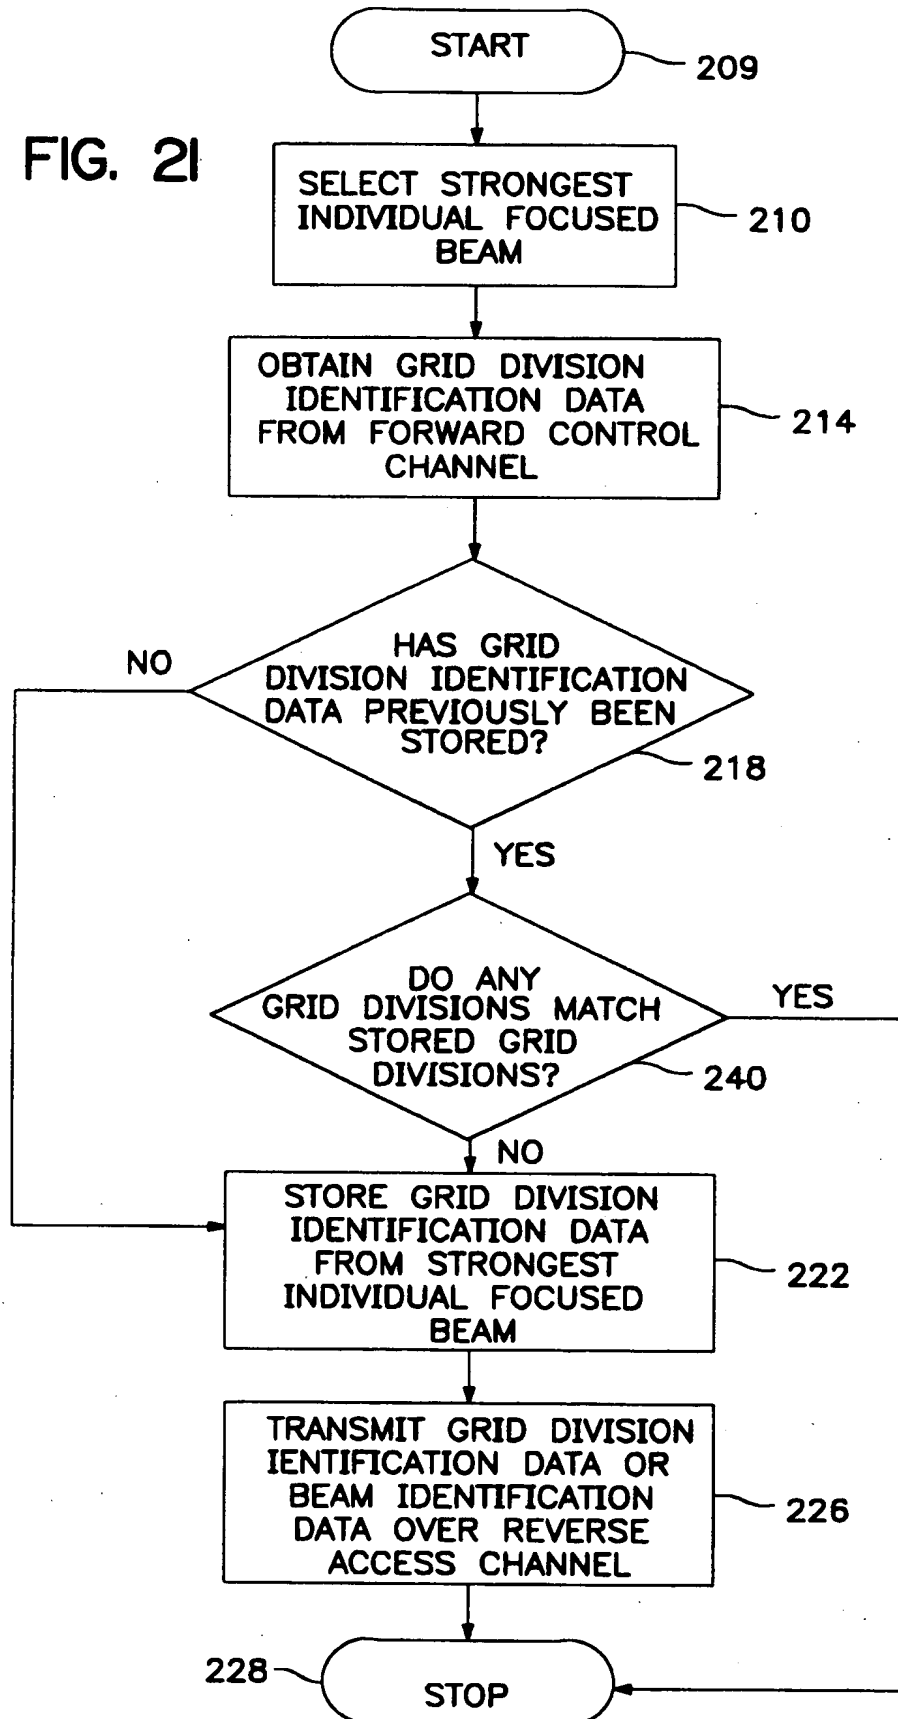 START
209
FIG. 21
SELECT STRONGEST
INDIVIDUAL FOCUSED
BEAM
210
OBTAIN GRID DIVISION
IDENTIFICATION DATA
FROM FORWARD CONTROL
CHANNEL
214
HAS GRID
DIVISION IDENTIFICATION
DATA PREVIOUSLY BEEN
STORED?
NO
218
YES
DO ANY
GRID DIVISIONS MATCH
STORED GRID
DIVISIONS?
YES
240
NO
STORE GRID DIVISION
IDENTIFICATION DATA
FROM STRONGEST
INDIVIDUAL FOCUSED
BEAM
222
TRANSMIT GRID DIVISION
IENTIFICATION DATA OR
BEAM IDENTIFICATION
DATA OVER REVERSE
ACCESS CHANNEL
226
228
STOP